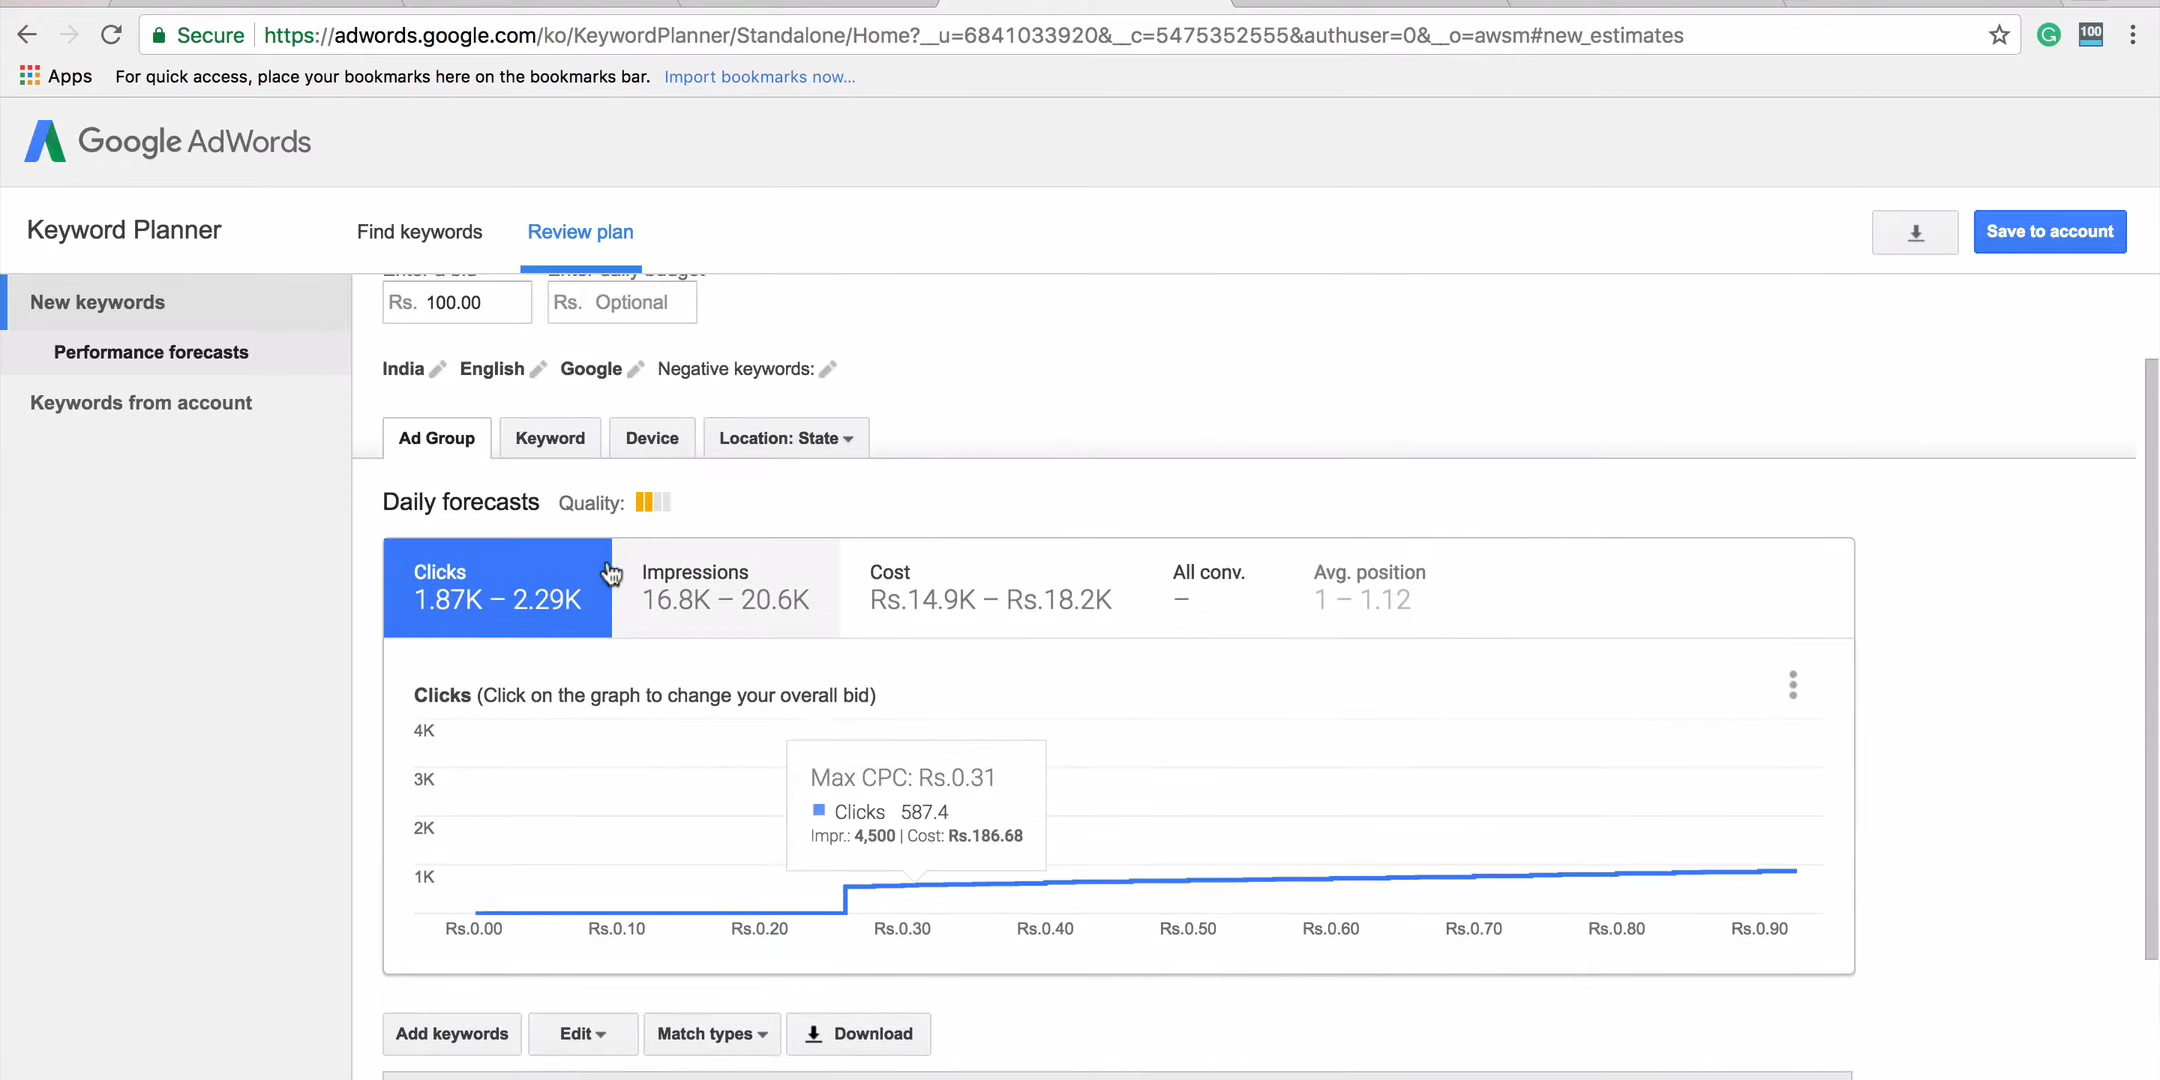 Secure https://adwords.google.com/ko/KeywordPlanner/Standalone/Home?__u=6841033920&__c=5475352555&authuser=0&__o=awsm#new_estimates
100
Apps For quick access, place your bookmarks here on the bookmarks bar. Import bookmarks now...
Google AdWords
Keyword Planner Find keywords Review plan Save to account
New keywords
Performance forecasts
Keywords from account
Enter a bid Enter daily budget
Rs. 100.00 Rs. Optional
India English Google Negative keywords:
Ad Group Keyword Device Location: State
Daily forecasts Quality:
Clicks Impressions Cost All conv. Avg. position
1.87K – 2.29K 16.8K – 20.6K Rs.14.9K – Rs.18.2K – 1 – 1.12
Clicks (Click on the graph to change your overall bid)
4K
3K
2K
1K
Max CPC: Rs.0.31
Clicks 587.4
Impr.: 4,500 | Cost: Rs.186.68
Rs.0.00 Rs.0.10 Rs.0.20 Rs.0.30 Rs.0.40 Rs.0.50 Rs.0.60 Rs.0.70 Rs.0.80 Rs.0.90
Add keywords Edit Match types Download